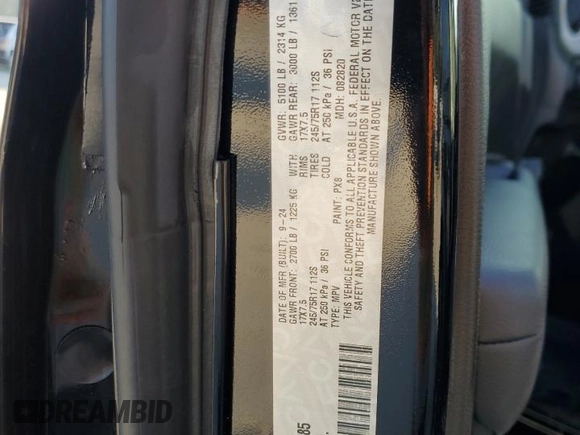 DATE OF MFR (BUILT): 9-24 GVWR: 5100 LB / 2314 KG
GAWR FRONT: 2700 LB / 1225 KG WITH GAWR REAR: 3000 LB / 1361
17X7.5 RIMS 17X7.5
245/75R17 112S TIRES 245/75R17 112S
AT 250 kPa / 36 PSI COLD AT 250 kPa / 36 PSI
TYPE: MPV PAINT: PX8 MDH: 082820
THIS VEHICLE CONFORMS TO ALL APPLICABLE U.S.A. FEDERAL MOTOR
SAFETY AND THEFT PREVENTION STANDARDS IN EFFECT ON THE DATE
MANUFACTURE SHOWN ABOVE.
85
DREAMBID